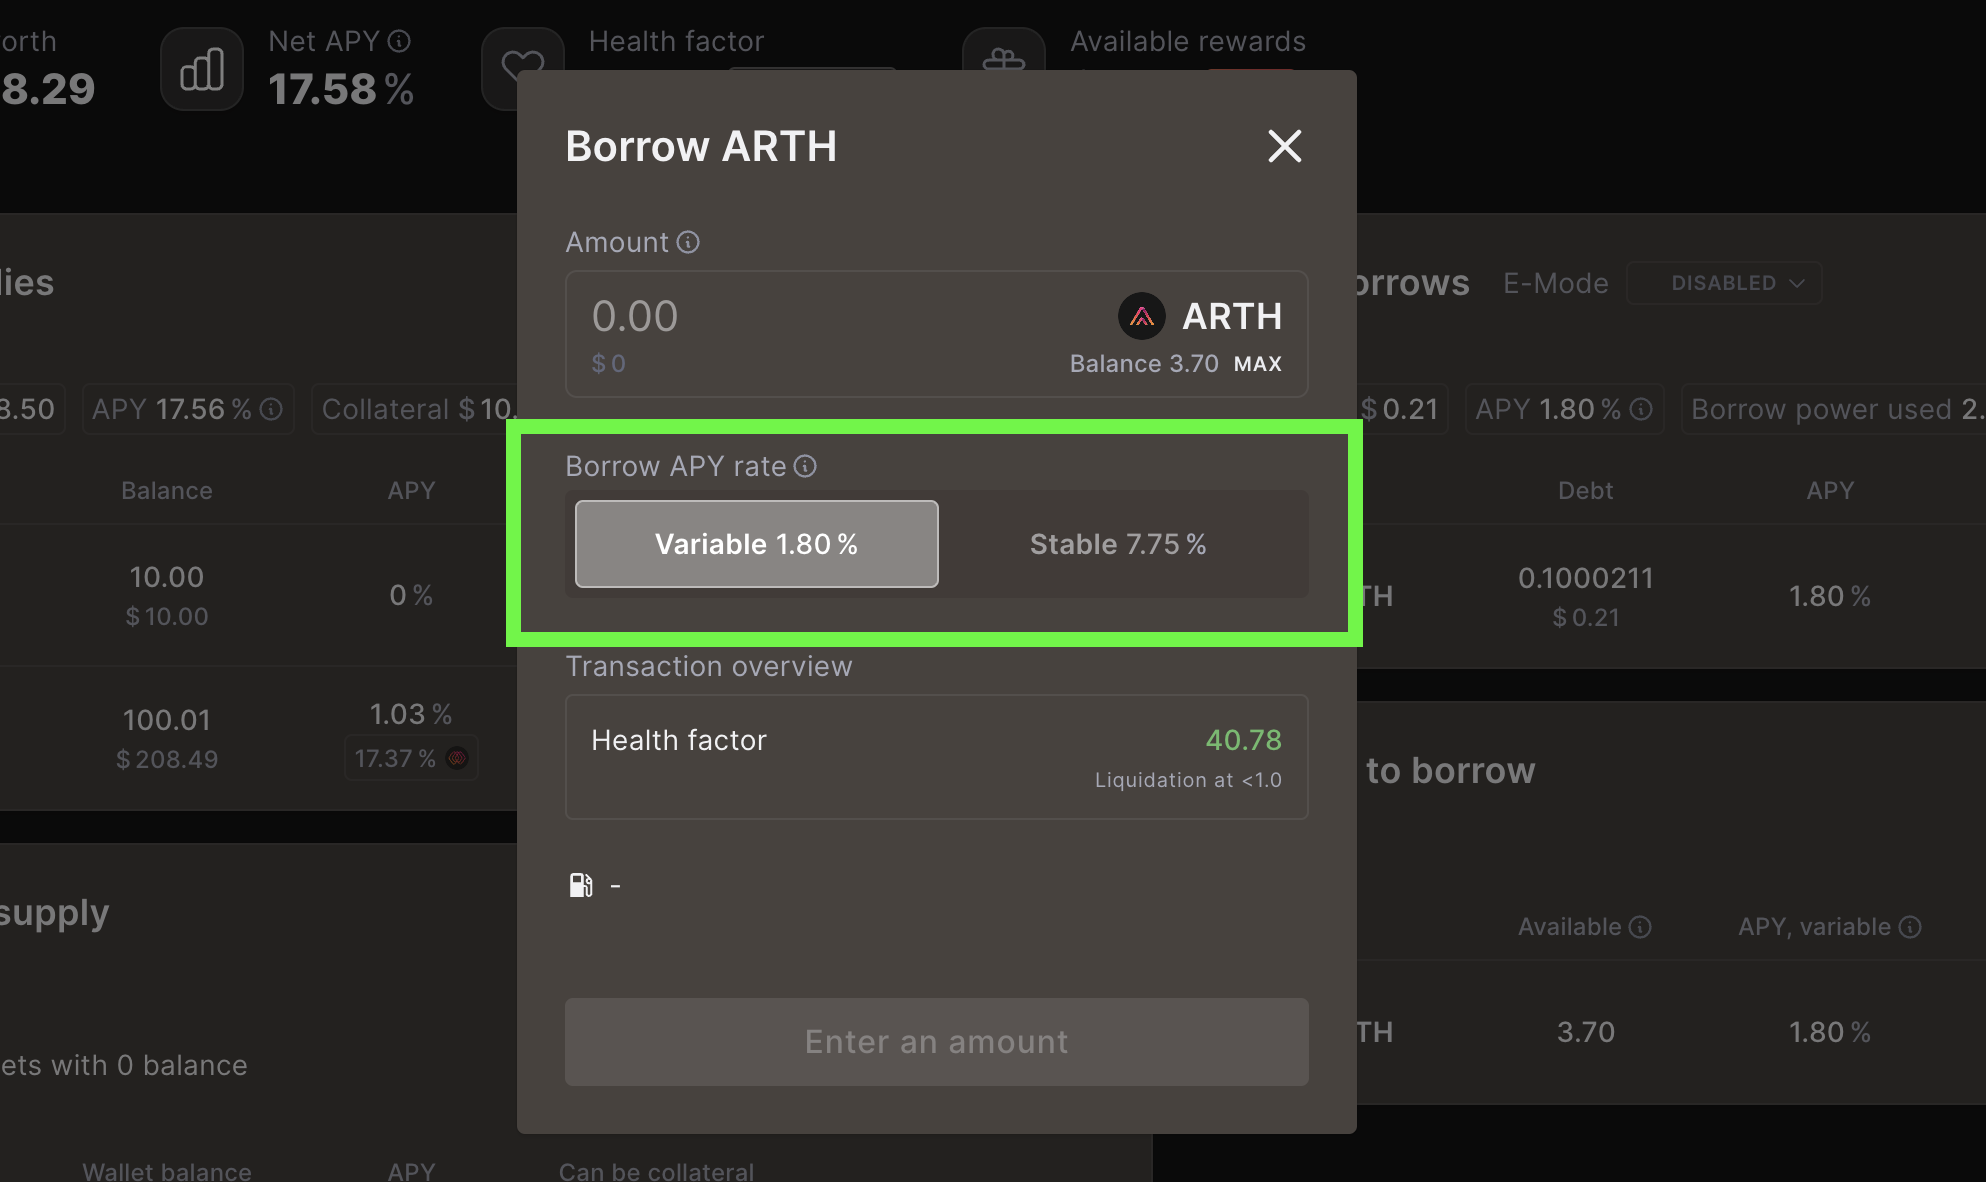 orth
8.29
Net APY
17.58 %
Health factor
Available rewards
Borrow ARTH
Amount
0.00
ARTH
$ 0
Balance 3.70 MAX
Borrow APY rate
Variable 1.80 %
Stable 7.75 %
Transaction overview
Health factor
40.78
Liquidation at <1.0
-
Enter an amount
lies
8.50
APY 17.56 %
Collateral $ 10.
Balance
APY
10.00
$ 10.00
0 %
100.01
$ 208.49
1.03 %
17.37 %
supply
ets with 0 balance
Wallet balance
APY
Can be collateral
orrows
E-Mode
DISABLED
$ 0.21
APY 1.80 %
Borrow power used 2.
Debt
APY
TH
0.1000211
$ 0.21
1.80 %
to borrow
Available
APY, variable
TH
3.70
1.80 %